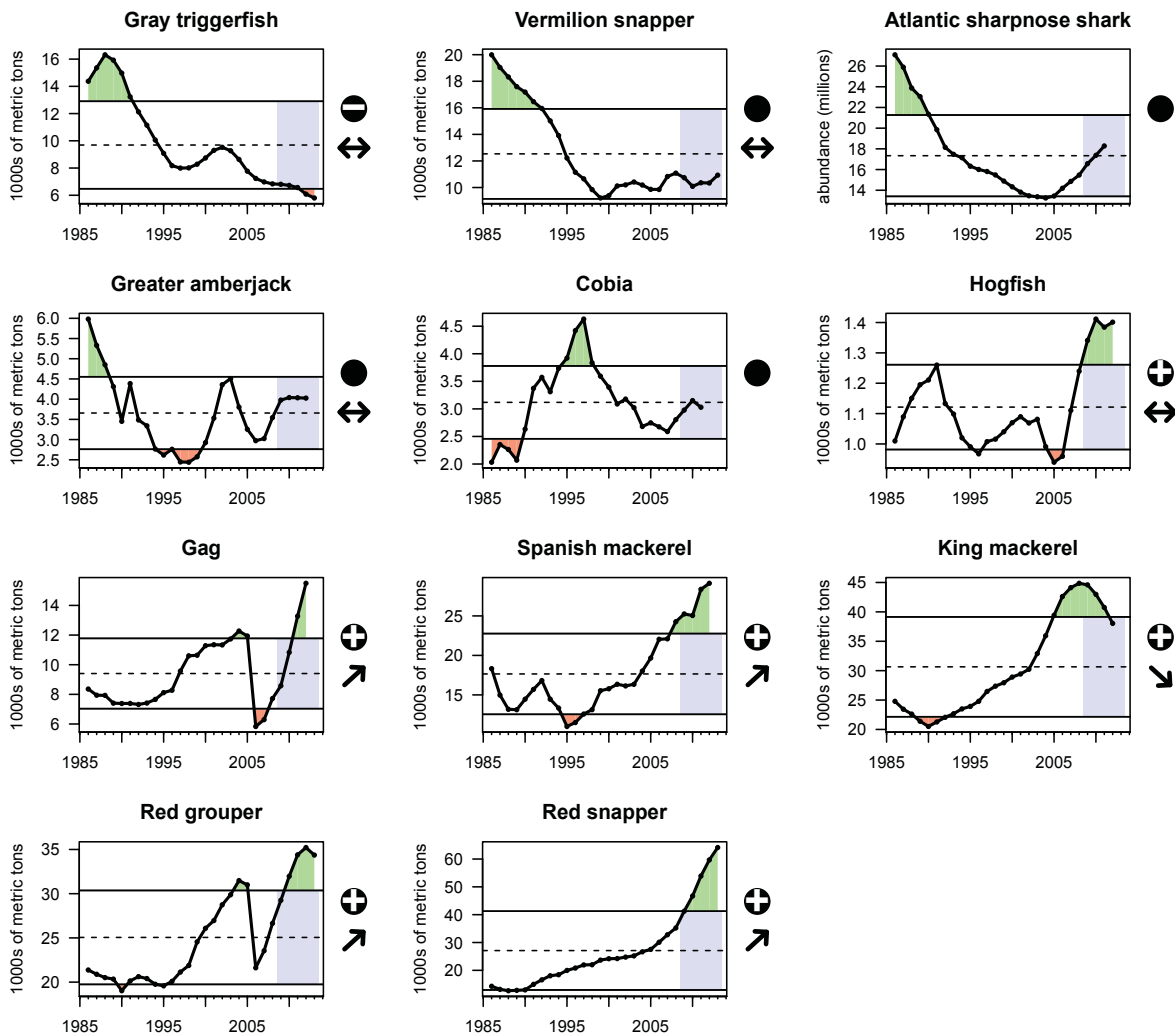 Gray triggerfish
1000s of metric tons
16
14
12
10
8
6
1985 1995 2005
Vermilion snapper
1000s of metric tons
20
18
16
14
12
10
1985 1995 2005
Atlantic sharpnose shark
abundance (millions)
26
24
22
20
18
16
14
1985 1995 2005
Greater amberjack
1000s of metric tons
6.0
5.5
5.0
4.5
4.0
3.5
3.0
2.5
1985 1995 2005
Cobia
1000s of metric tons
4.5
4.0
3.5
3.0
2.5
2.0
1985 1995 2005
Hogfish
1000s of metric tons
1.4
1.3
1.2
1.1
1.0
1985 1995 2005
Gag
1000s of metric tons
14
12
10
8
6
1985 1995 2005
Spanish mackerel
1000s of metric tons
25
20
15
1985 1995 2005
King mackerel
1000s of metric tons
45
40
35
30
25
20
1985 1995 2005
Red grouper
1000s of metric tons
35
30
25
20
1985 1995 2005
Red snapper
1000s of metric tons
60
50
40
30
20
1985 1995 2005